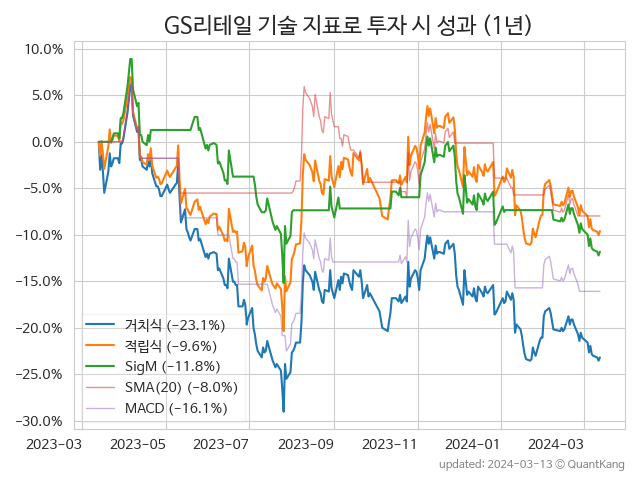 GS리테일 기술 지표로 투자 시 성과 (1년)
10.0%
5.0%
0.0%
−5.0%
−10.0%
−15.0%
−20.0%
−25.0%
−30.0%
거치식 (−23.1%)
적립식 (−9.6%)
SigM (−11.8%)
SMA(20) (−8.0%)
MACD (−16.1%)
2023−03 2023−05 2023−07 2023−09 2023−11 2024−01 2024−03
updated: 2024−03−13 © QuantKang